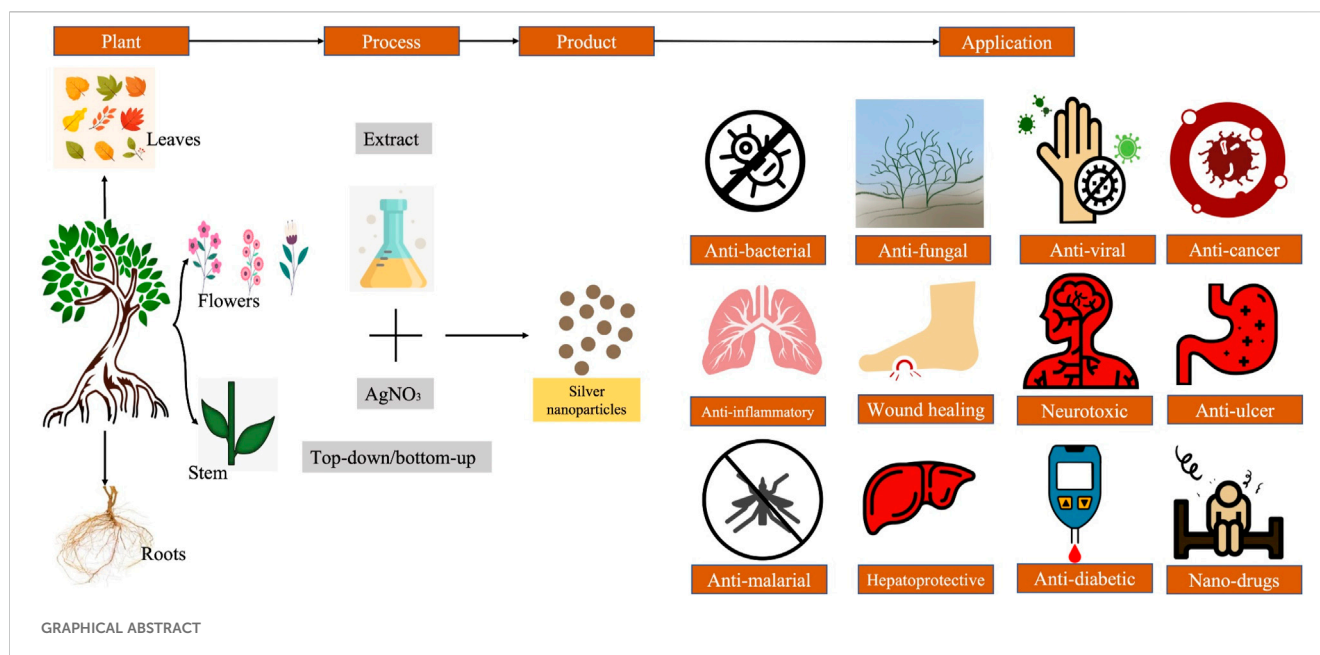 Plant
Process
Product
Application
Leaves
Flowers
Stem
Roots
Extract
AgNO₃
Top-down/bottom-up
Silver
nanoparticles
Anti-bacterial
Anti-fungal
Anti-viral
Anti-cancer
Anti-inflammatory
Wound healing
Neurotoxic
Anti-ulcer
Anti-malarial
Hepatoprotective
Anti-diabetic
Nano-drugs
GRAPHICAL ABSTRACT